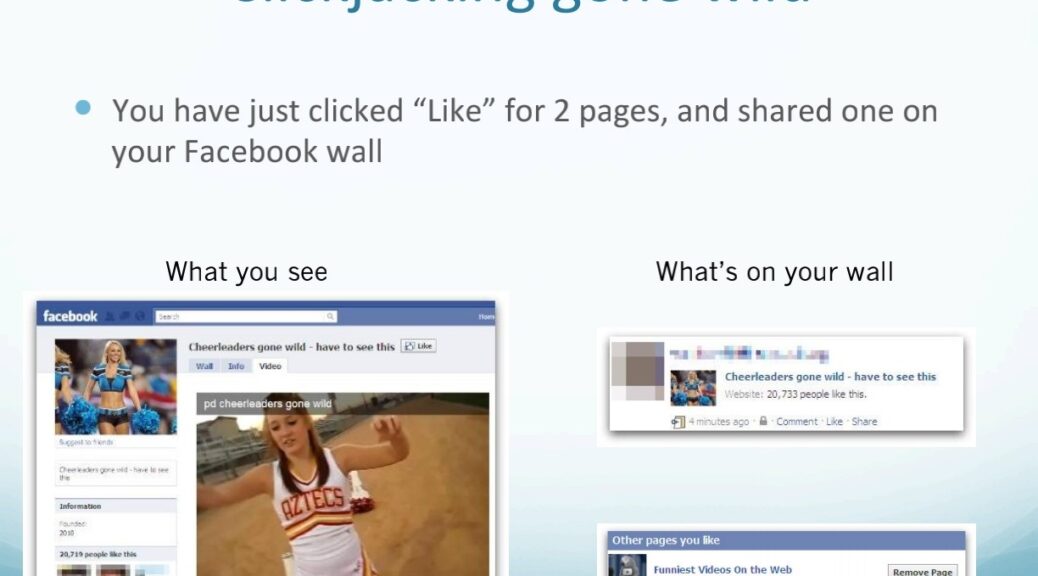 Clickjacking gone wild
You have just clicked “Like” for 2 pages, and shared one on
your Facebook wall
What you see
What’s on your wall
facebook
Search
Home
Cheerleaders gone wild - have to see this
Like
Wall
Info
Video
pd cheerleaders gone wild
AZTECS
Suggest to friends
Cheerleaders gone wild - have to see
this
Information
Founded:
2010
20,719 people like this
Cheerleaders gone wild - have to see this
Website: 20,733 people like this.
4 minutes ago · Comment · Like · Share
Other pages you like
Funniest Videos On the Web
Remove Page